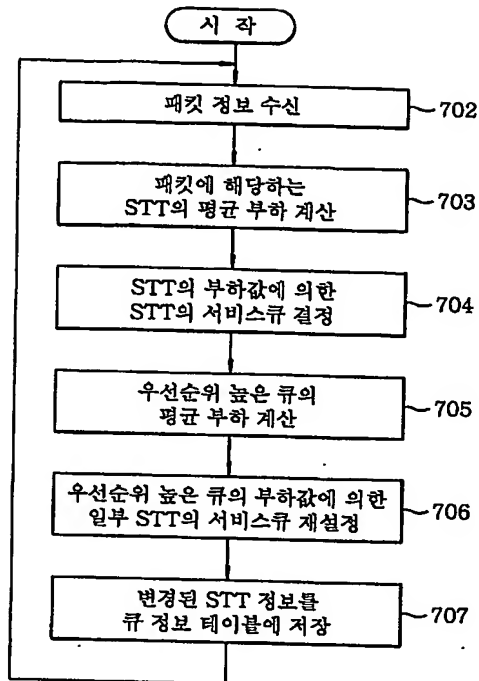 시 작
패킷 정보 수신
702
패킷에 해당하는
STT의 평균 부하 계산
703
STT의 부하값에 의한
STT의 서비스큐 결정
704
우선순위 높은 큐의
평균 부하 계산
705
우선순위 높은 큐의 부하값에 의한
일부 STT의 서비스큐 재설정
706
변경된 STT 정보를
큐 정보 테이블에 저장
707